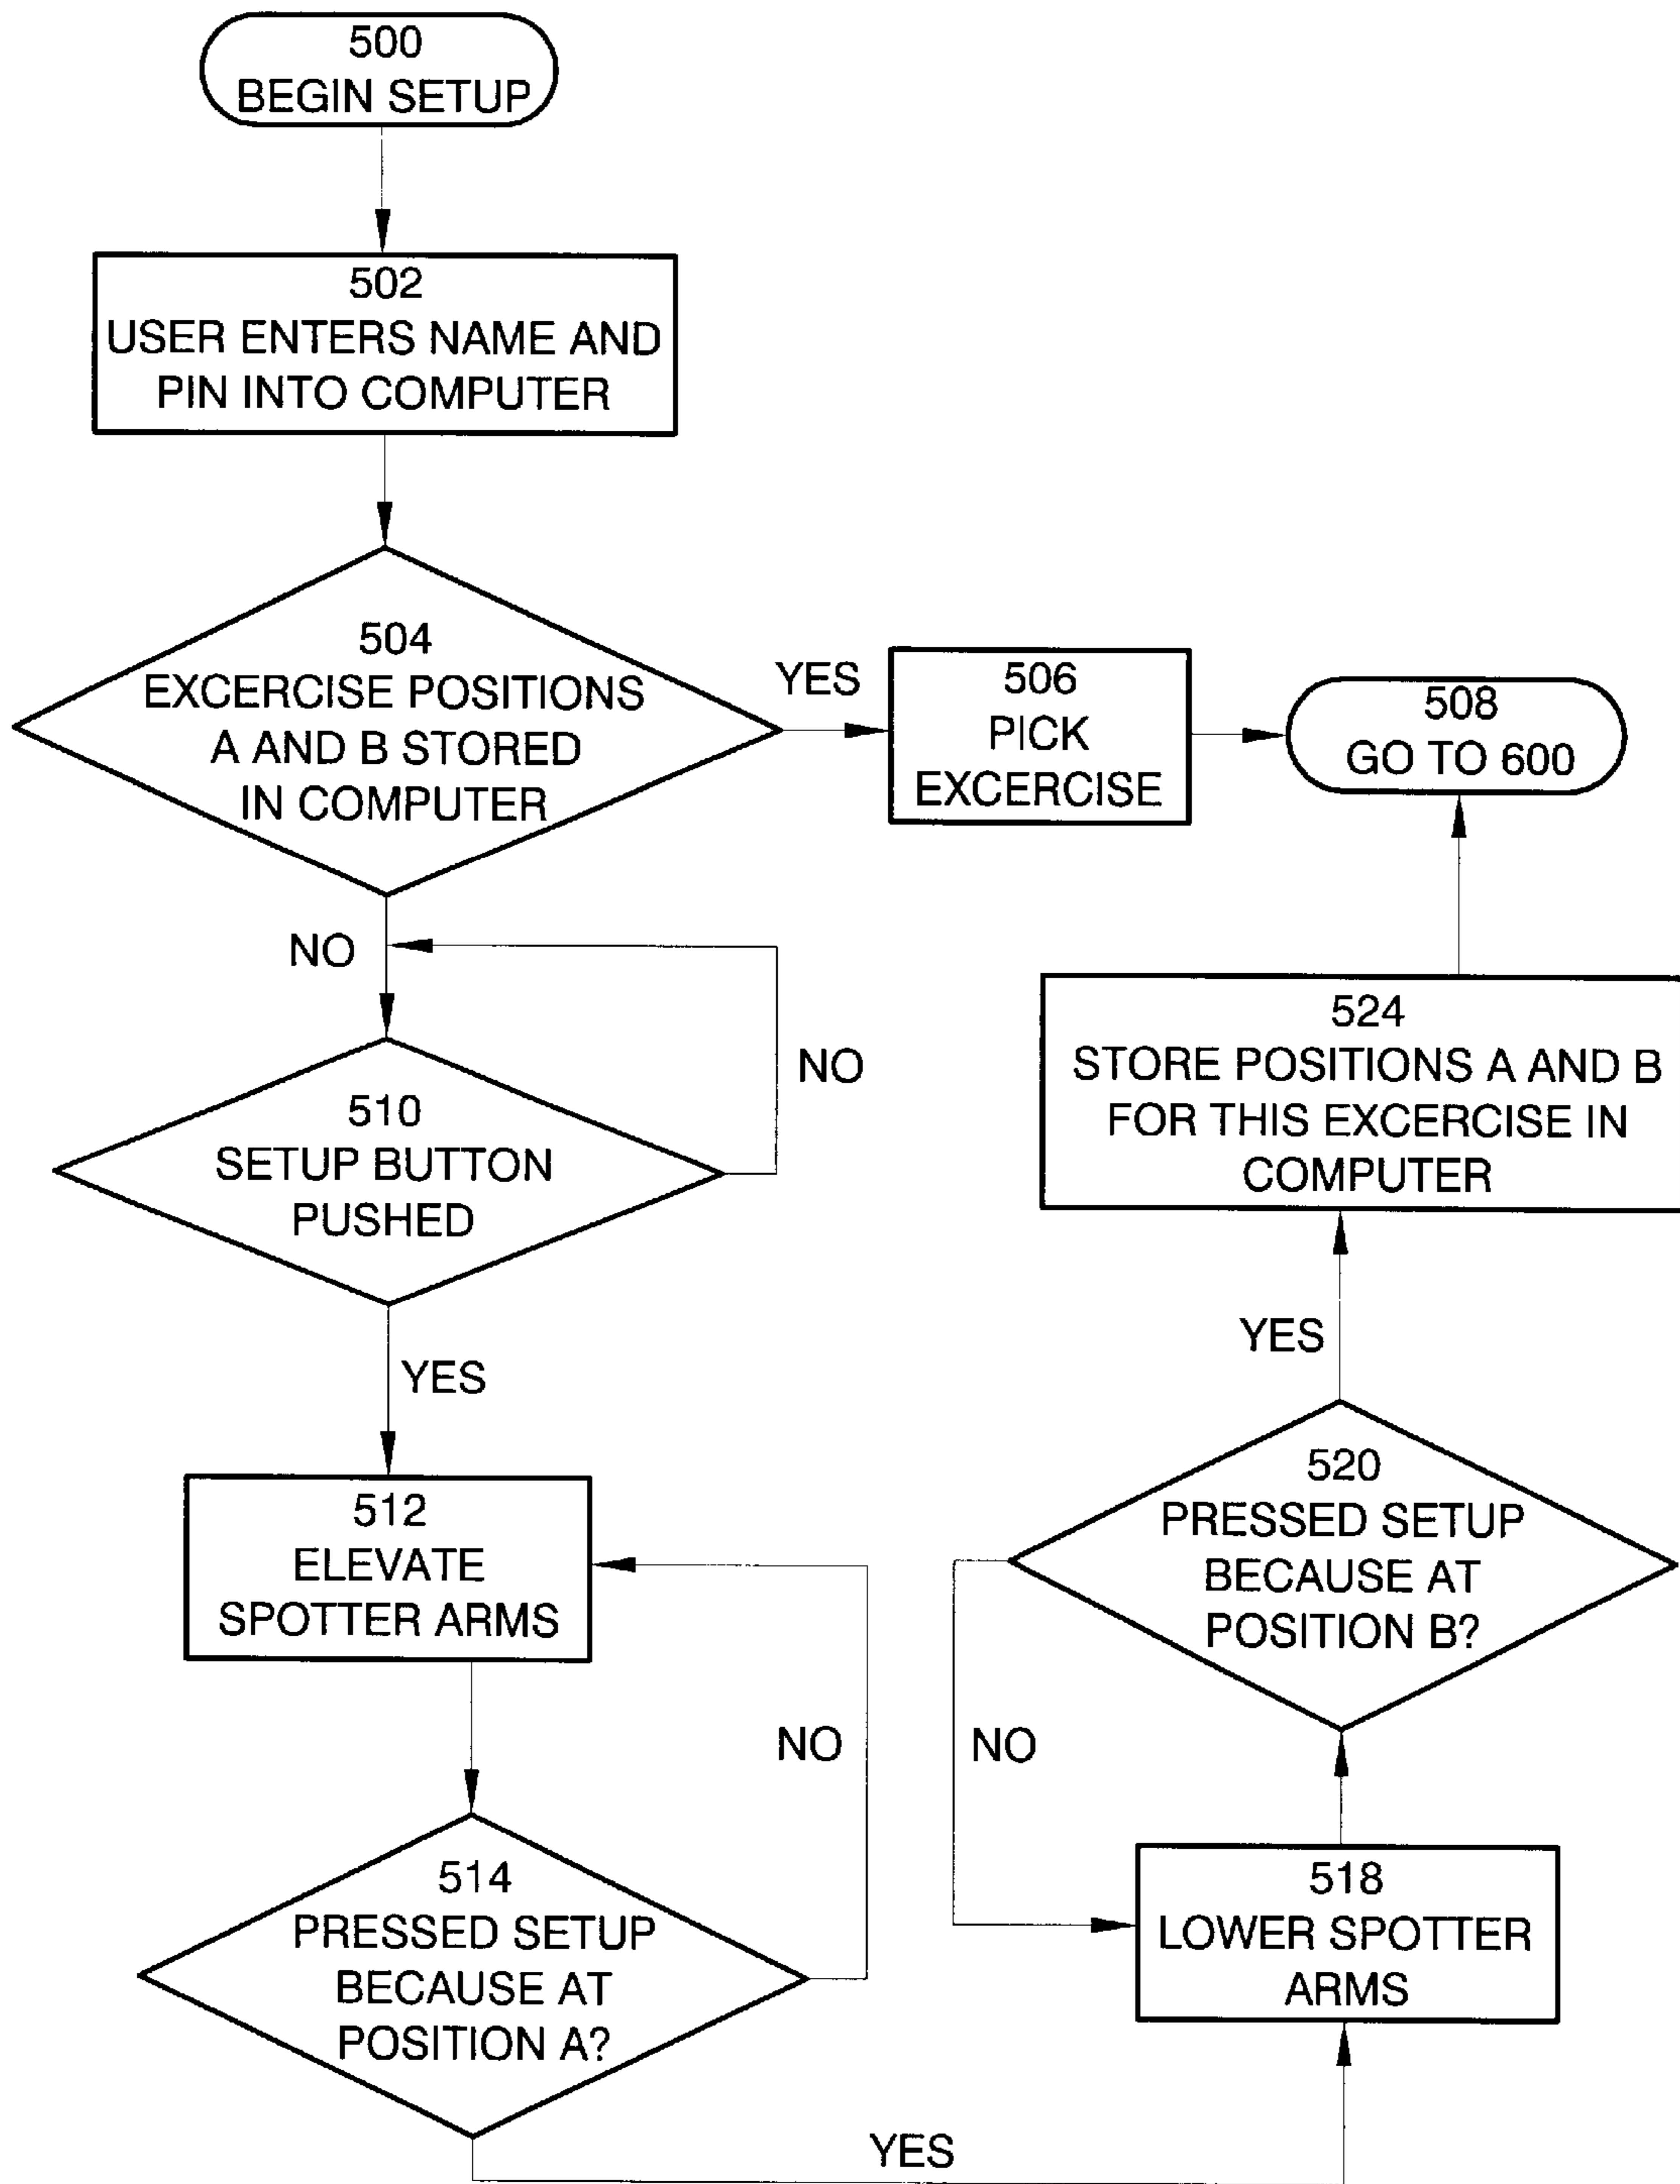 500
BEGIN SETUP
502
USER ENTERS NAME AND
PIN INTO COMPUTER
504
EXCERCISE POSITIONS
A AND B STORED
IN COMPUTER
YES
506
PICK
EXCERCISE
508
GO TO 600
NO
NO
510
SETUP BUTTON
PUSHED
YES
512
ELEVATE
SPOTTER ARMS
NO
514
PRESSED SETUP
BECAUSE AT
POSITION A?
YES
518
LOWER SPOTTER
ARMS
NO
520
PRESSED SETUP
BECAUSE AT
POSITION B?
YES
524
STORE POSITIONS A AND B
FOR THIS EXCERCISE IN
COMPUTER